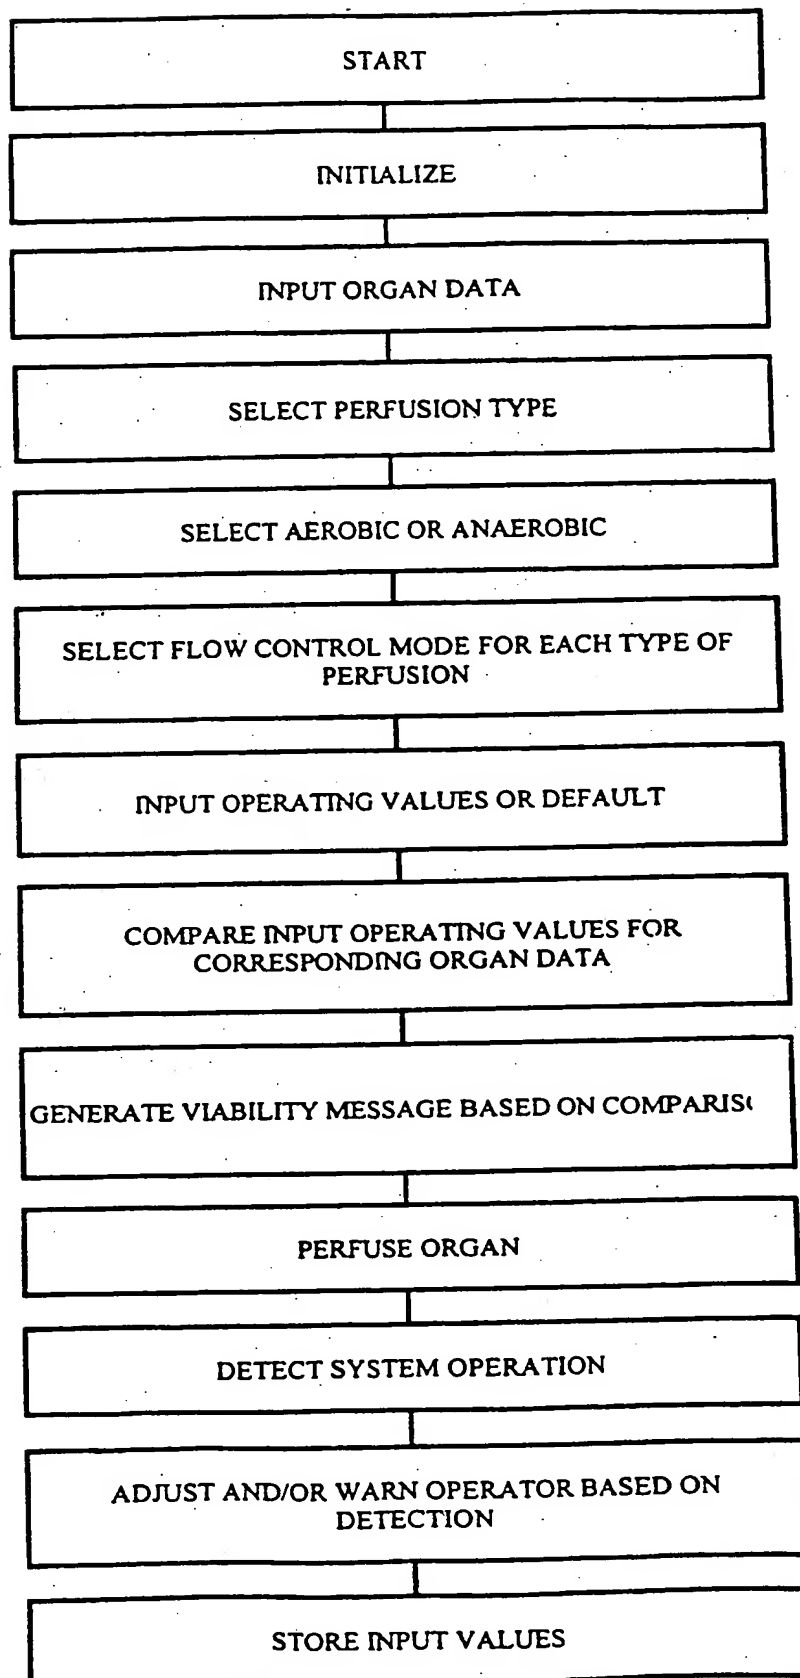 START
INITIALIZE
INPUT ORGAN DATA
SELECT PERFUSION TYPE
SELECT AEROBIC OR ANAEROBIC
SELECT FLOW CONTROL MODE FOR EACH TYPE OF
PERFUSION
INPUT OPERATING VALUES OR DEFAULT
COMPARE INPUT OPERATING VALUES FOR
CORRESPONDING ORGAN DATA
GENERATE VIABILITY MESSAGE BASED ON COMPARIS
PERFUSE ORGAN
DETECT SYSTEM OPERATION
ADJUST AND/OR WARN OPERATOR BASED ON
DETECTION
STORE INPUT VALUES